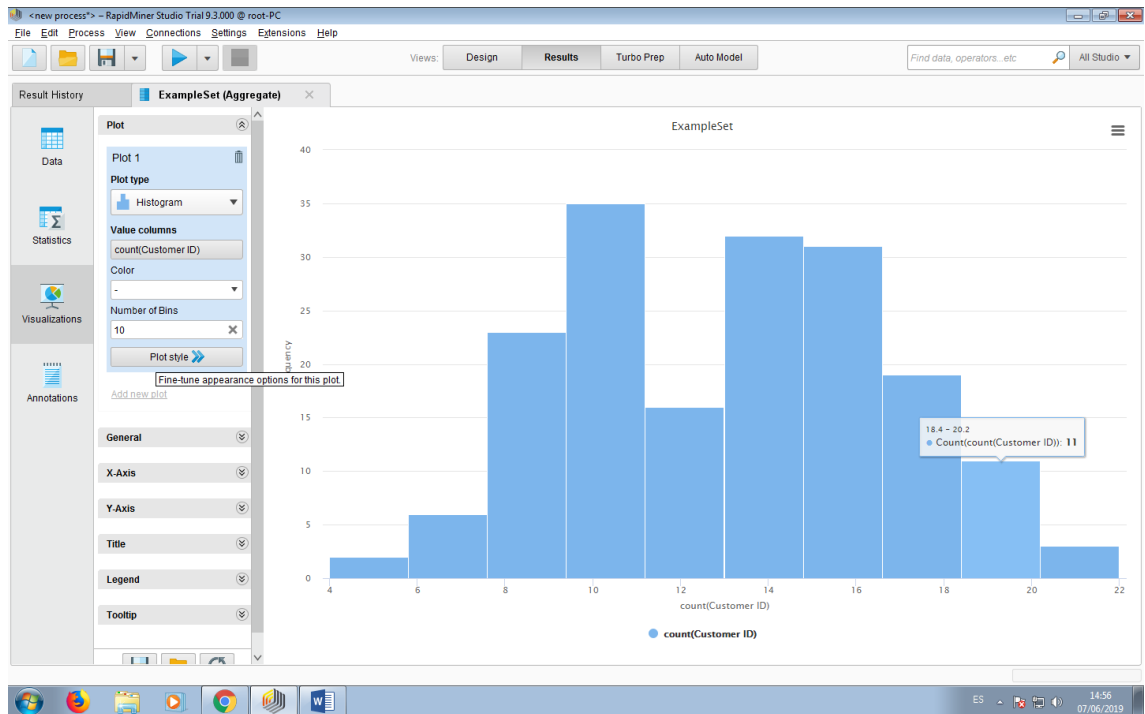 <new process*> – RapidMiner Studio Trial 9.3.000 @ root-PC
File Edit Process View Connections Settings Extensions Help
Views: Design Results Turbo Prep Auto Model
Find data, operators...etc
All Studio
Result History
ExampleSet (Aggregate)
Data
Statistics
Visualizations
Annotations
Plot
Plot 1
Plot type
Histogram
Value columns
count(Customer ID)
Color
-
Number of Bins
10
Plot style
Fine-tune appearance options for this plot.
Add new plot
General
X-Axis
Y-Axis
Title
Legend
Tooltip
ExampleSet
40
35
30
25
20
15
10
5
0
quency
18.4 – 20.2
Count(count(Customer ID)): 11
4 6 8 10 12 14 16 18 20 22
count(Customer ID)
count(Customer ID)
W
ES
14:56
07/06/2019